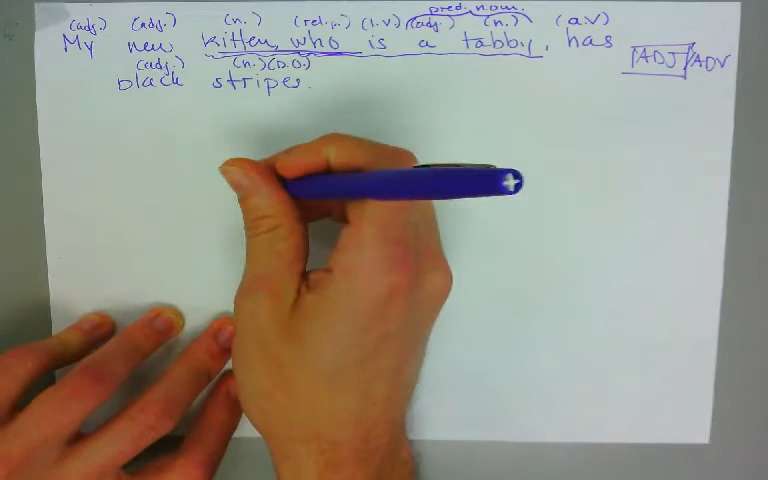 pred. nom.
(adj.) (adj.) (n.) (rel. p.) (l.v) (adj.) (n.) (a.v)
My new kitten, who is a tabby, has
ADJ/ADV
(adj.) (n.)(D.O.)
black stripes.